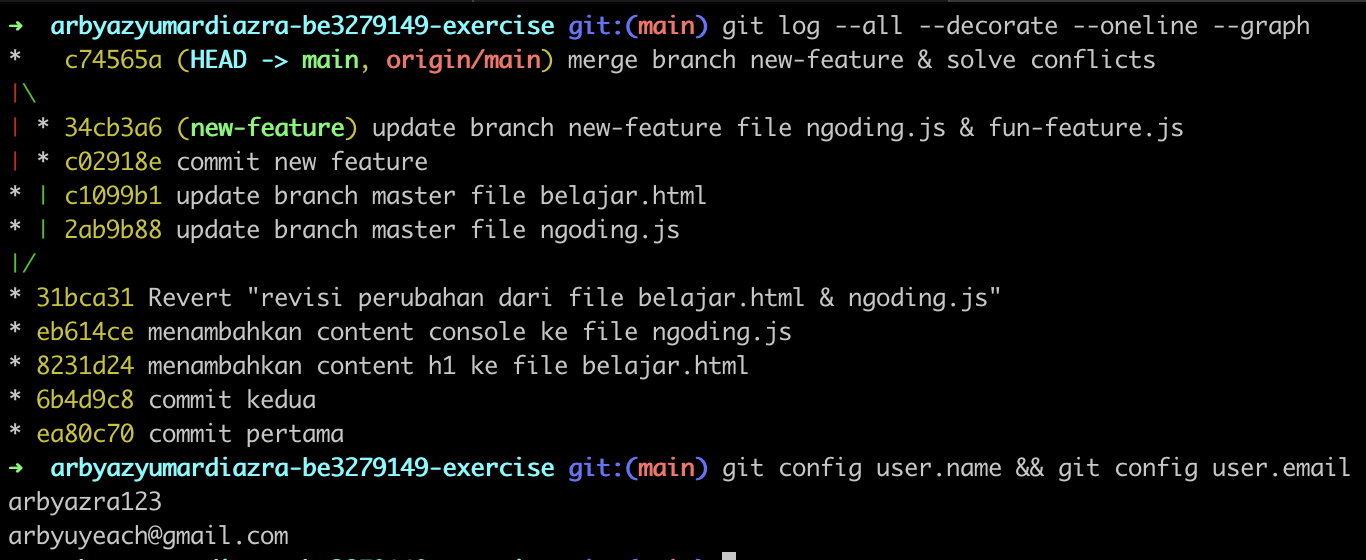 ➜  arbyazyumardiazra-be3279149-exercise git:(main) git log --all --decorate --oneline --graph
*   c74565a (HEAD -> main, origin/main) merge branch new-feature & solve conflicts
|\
| * 34cb3a6 (new-feature) update branch new-feature file ngoding.js & fun-feature.js
| * c02918e commit new feature
* | c1099b1 update branch master file belajar.html
* | 2ab9b88 update branch master file ngoding.js
|/
* 31bca31 Revert "revisi perubahan dari file belajar.html & ngoding.js"
* eb614ce menambahkan content console ke file ngoding.js
* 8231d24 menambahkan content h1 ke file belajar.html
* 6b4d9c8 commit kedua
* ea80c70 commit pertama
➜  arbyazyumardiazra-be3279149-exercise git:(main) git config user.name && git config user.email
arbyazra123
arbyuyeach@gmail.com